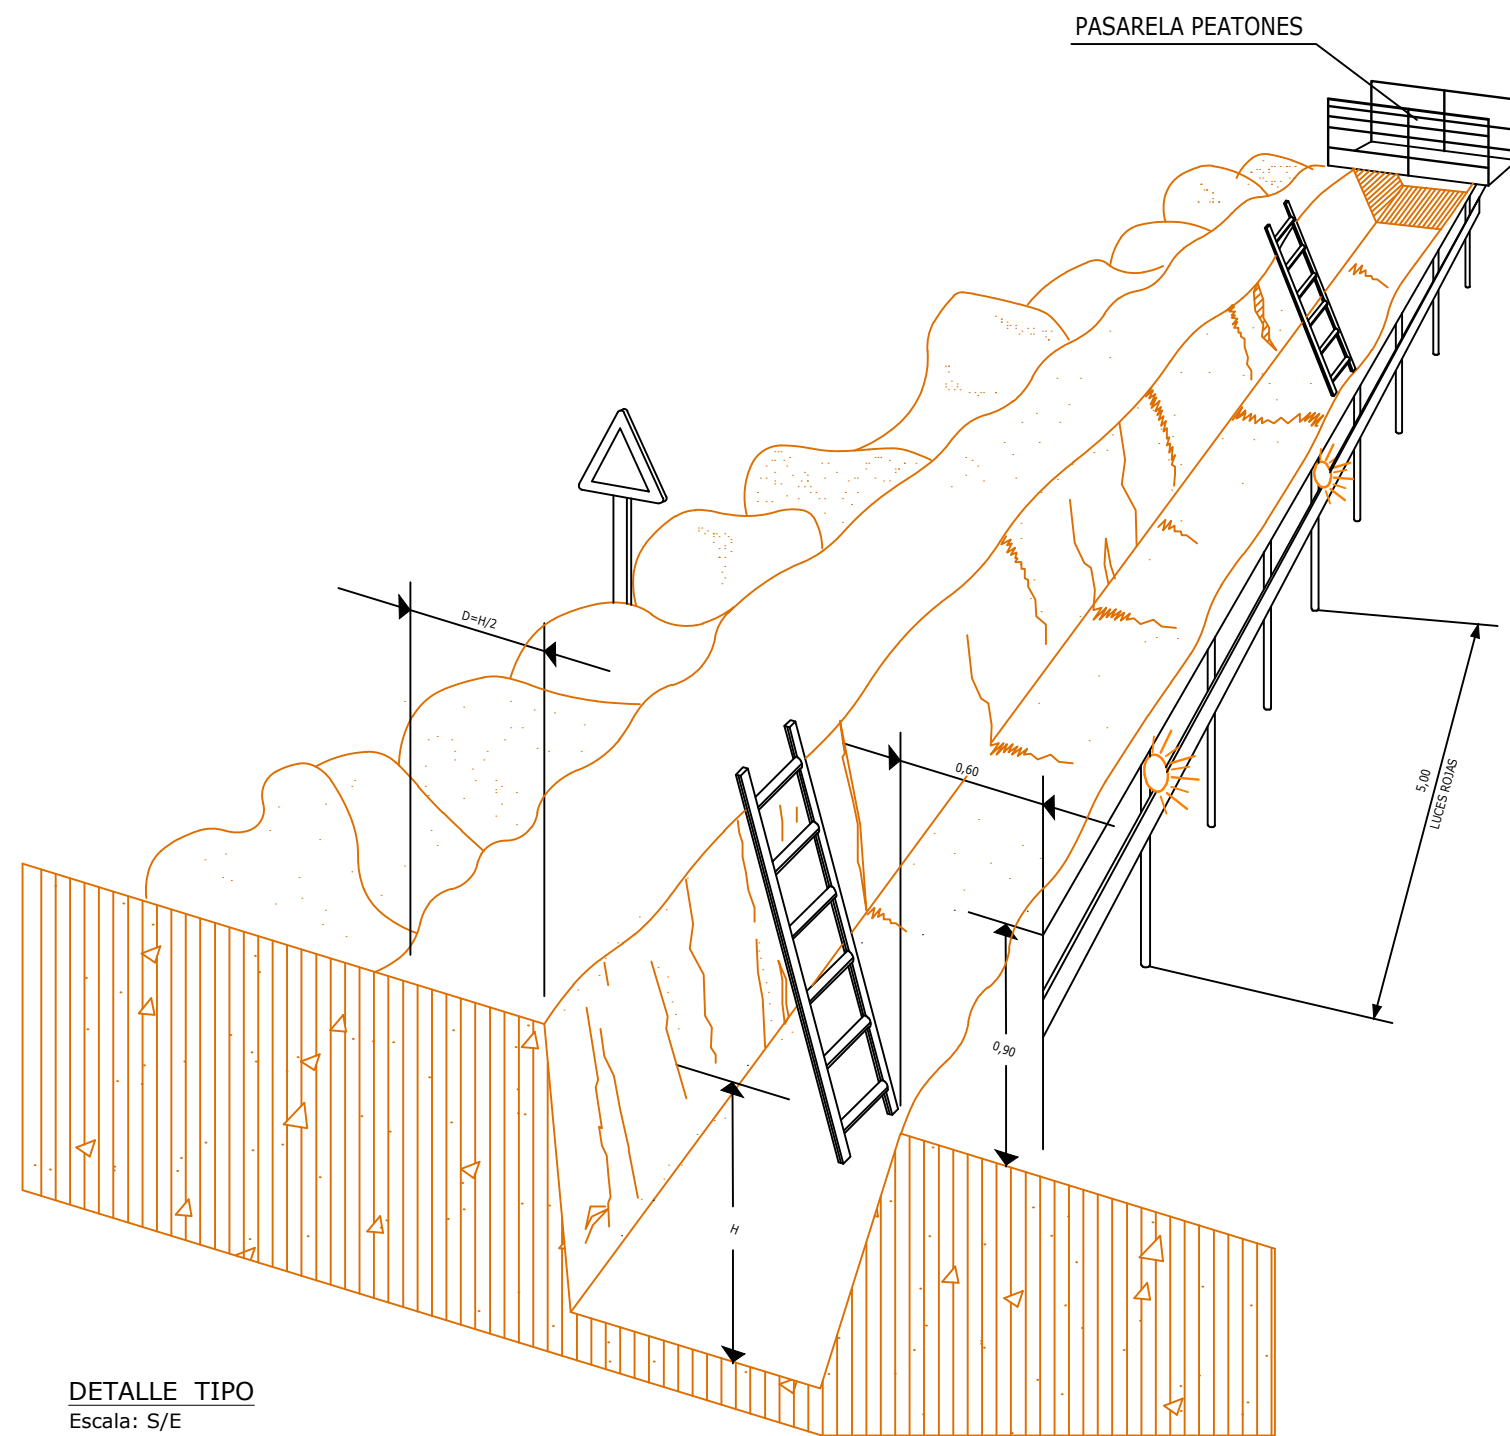 PASARELA PEATONES
D=H/2
0,60
5,00
LUCES ROJAS
0,90
H
DETALLE TIPO
Escala: S/E